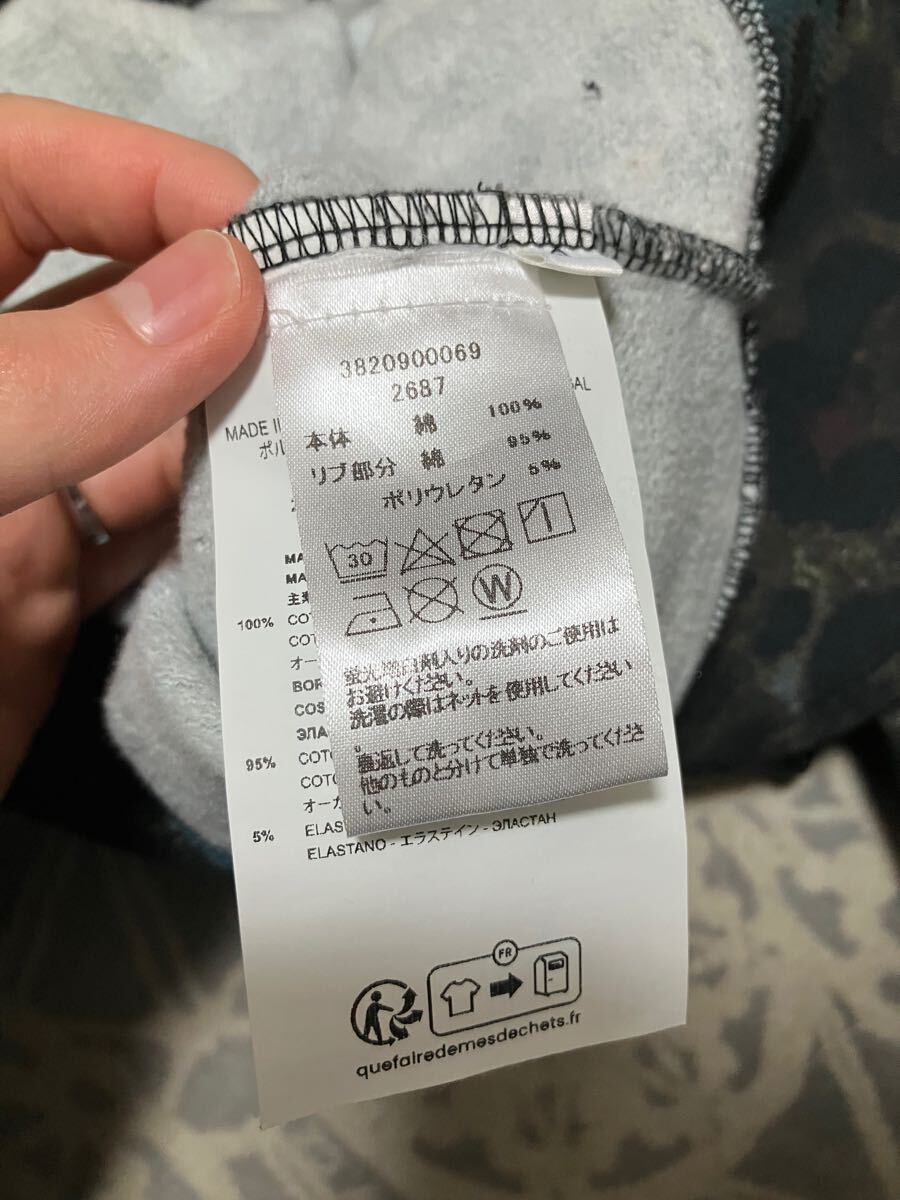 3820900069
2687
本体 綿 100%
リブ部分 綿 95%
ポリウレタン 5%
30
W
蛍光増白剤入りの洗剤のご使用は
お避けください。
洗濯の際はネットを使用してください
。
裏返して洗ってください。
他のものと分けて単独で洗ってくださ
い。
MADE
100%
BOR
COS
95%
5% ELAS
ELASTANO - エラステイン - ЭЛАСТАН
FR
quefairedemesdechets.fr